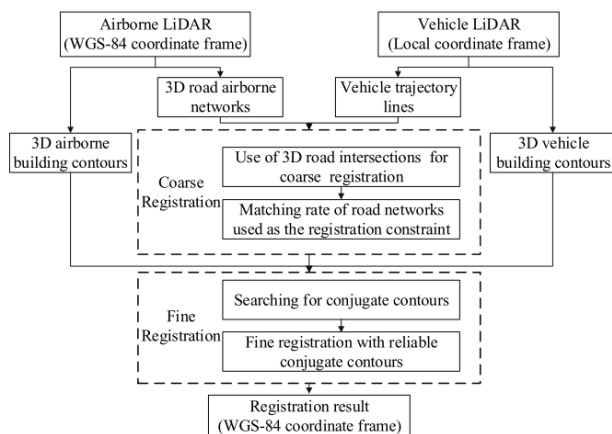 Airborne LiDAR
(WGS-84 coordinate frame)
Vehicle LiDAR
(Local coordinate frame)
3D road airborne
networks
Vehicle trajectory
lines
3D airborne
building contours
3D vehicle
building contours
Coarse
Registration
Use of 3D road intersections for
coarse registration
Matching rate of road networks
used as the registration constraint
Fine
Registration
Searching for conjugate contours
Fine registration with reliable
conjugate contours
Registration result
(WGS-84 coordinate frame)